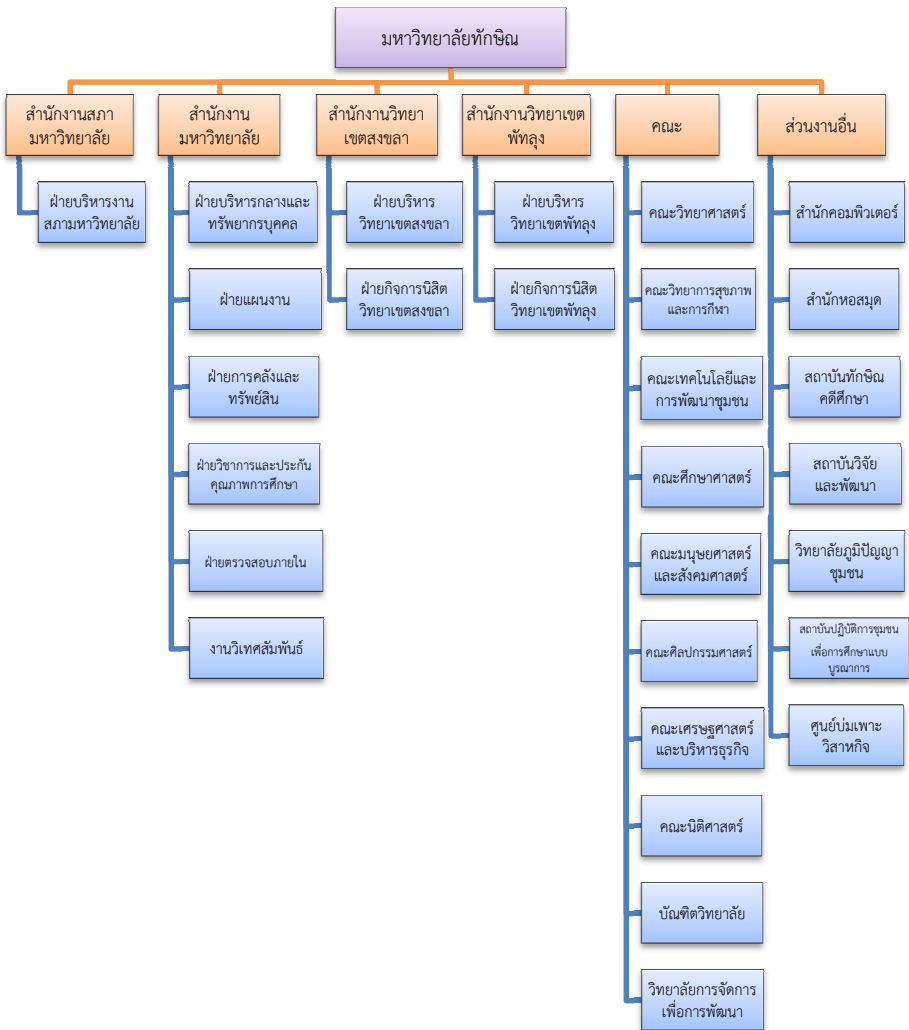 มหาวิทยาลัยทักษิณ
สำนักงานสภา
มหาวิทยาลัย
สำนักงาน
มหาวิทยาลัย
สำนักงานวิทยา
เขตสงขลา
สำนักงานวิทยาเขต
พัทลุง
คณะ
ส่วนงานอื่น
ฝ่ายบริหารงาน
สภามหาวิทยาลัย
ฝ่ายบริหารกลางและ
ทรัพยากรบุคคล
ฝ่ายแผนงาน
ฝ่ายการคลังและ
ทรัพย์สิน
ฝ่ายวิชาการและประกัน
คุณภาพการศึกษา
ฝ่ายตรวจสอบภายใน
งานวิเทศสัมพันธ์
ฝ่ายบริหาร
วิทยาเขตสงขลา
ฝ่ายกิจการนิสิต
วิทยาเขตสงขลา
ฝ่ายบริหาร
วิทยาเขตพัทลุง
ฝ่ายกิจการนิสิต
วิทยาเขตพัทลุง
คณะวิทยาศาสตร์
คณะวิทยาการสุขภาพ
และการกีฬา
คณะเทคโนโลยีและ
การพัฒนาชุมชน
คณะศึกษาศาสตร์
คณะมนุษยศาสตร์
และสังคมศาสตร์
คณะศิลปกรรมศาสตร์
คณะเศรษฐศาสตร์
และบริหารธุรกิจ
คณะนิติศาสตร์
บัณฑิตวิทยาลัย
วิทยาลัยการจัดการ
เพื่อการพัฒนา
สำนักคอมพิวเตอร์
สำนักหอสมุด
สถาบันทักษิณ
คดีศึกษา
สถาบันวิจัย
และพัฒนา
วิทยาลัยภูมิปัญญา
ชุมชน
สถาบันปฏิบัติการชุมชน
เพื่อการศึกษาแบบ
บูรณาการ
ศูนย์บ่มเพาะ
วิสาหกิจ